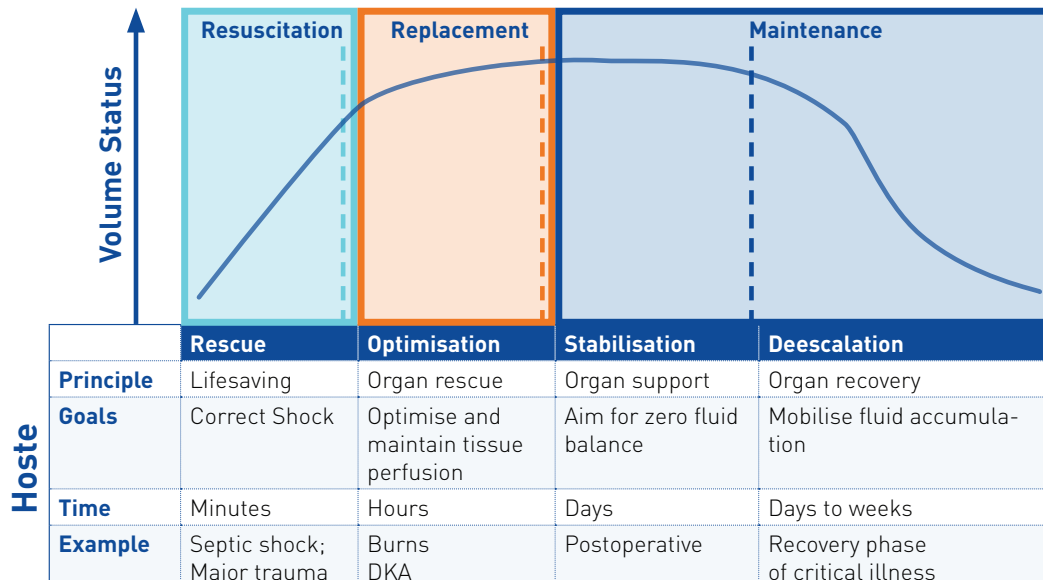 Resuscitation Replacement Maintenance
Volume Status
Rescue Optimisation Stabilisation Deescalation
Principle Lifesaving Organ rescue Organ support Organ recovery
Goals Correct Shock Optimise and Aim for zero fluid Mobilise fluid accumula-
maintain tissue balance tion
perfusion
Hoste
Time Minutes Hours Days Days to weeks
Example Septic shock; Burns Postoperative Recovery phase
Major trauma DKA of critical illness